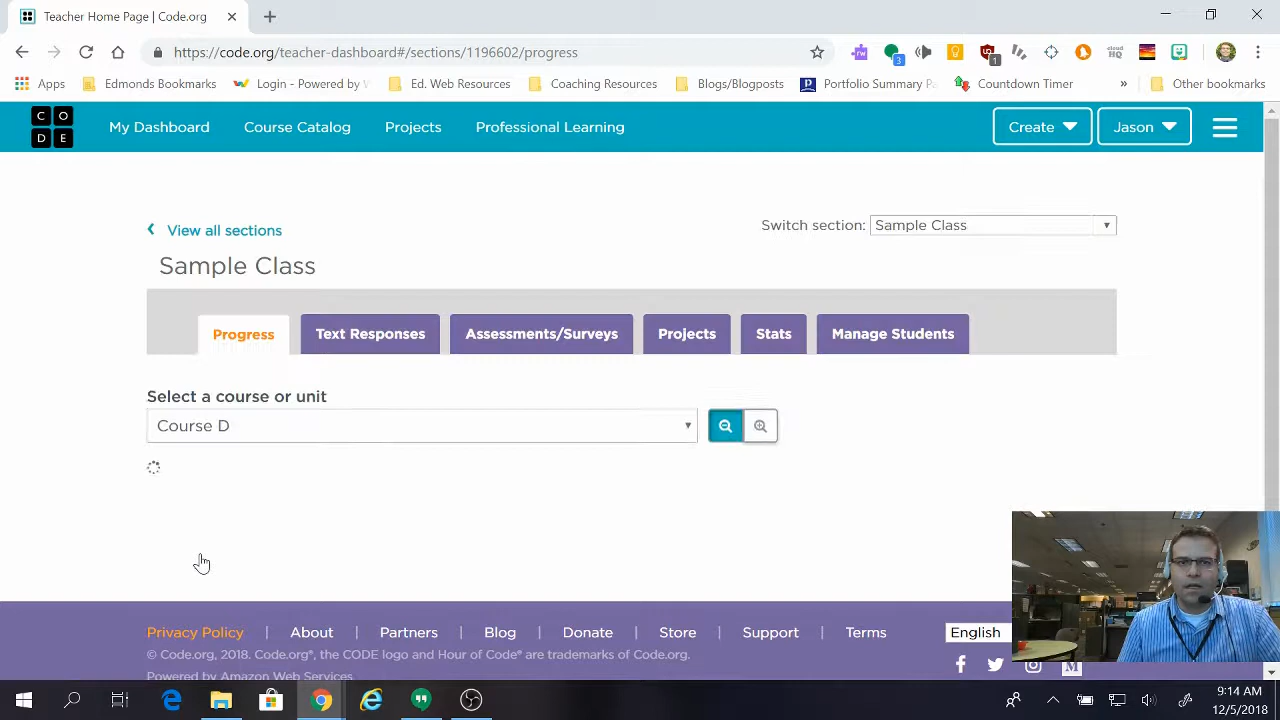 Teacher Home Page | Code.org
https://code.org/teacher-dashboard#/sections/1196602/progress
Apps
Edmonds Bookmarks
Login - Powered by
Ed. Web Resources
Coaching Resources
Blogs/Blogposts
Portfolio Summary Pa
Countdown Timer
»
Other bookmarks
C O D E
My Dashboard
Course Catalog
Projects
Professional Learning
Create
Jason
View all sections
Switch section: Sample Class
Sample Class
Progress
Text Responses
Assessments/Surveys
Projects
Stats
Manage Students
Select a course or unit
Course D
Privacy Policy | About | Partners | Blog | Donate | Store | Support | Terms
English
© Code.org, 2018. Code.org®, the CODE logo and Hour of Code® are trademarks of Code.org.
Powered by Amazon Web Services
9:14 AM
12/5/2018